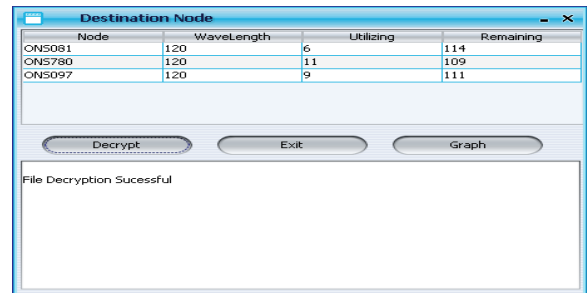 Destination Node
Node WaveLength Utilizing Remaining
ONS081 120 6 114
ONS780 120 11 109
ONS097 120 9 111
Decrypt Exit Graph
File Decryption Sucessful